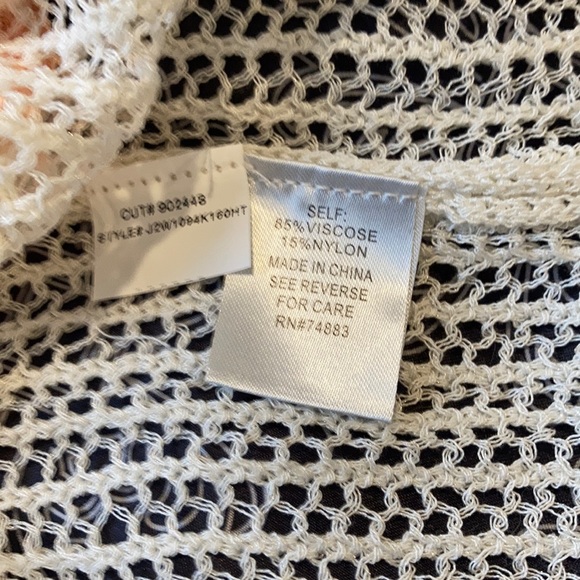 CUT# 902448
STYLE# J2W1094K160HT
SELF:
85%VISCOSE
15%NYLON
MADE IN CHINA
SEE REVERSE
FOR CARE
RN#74883